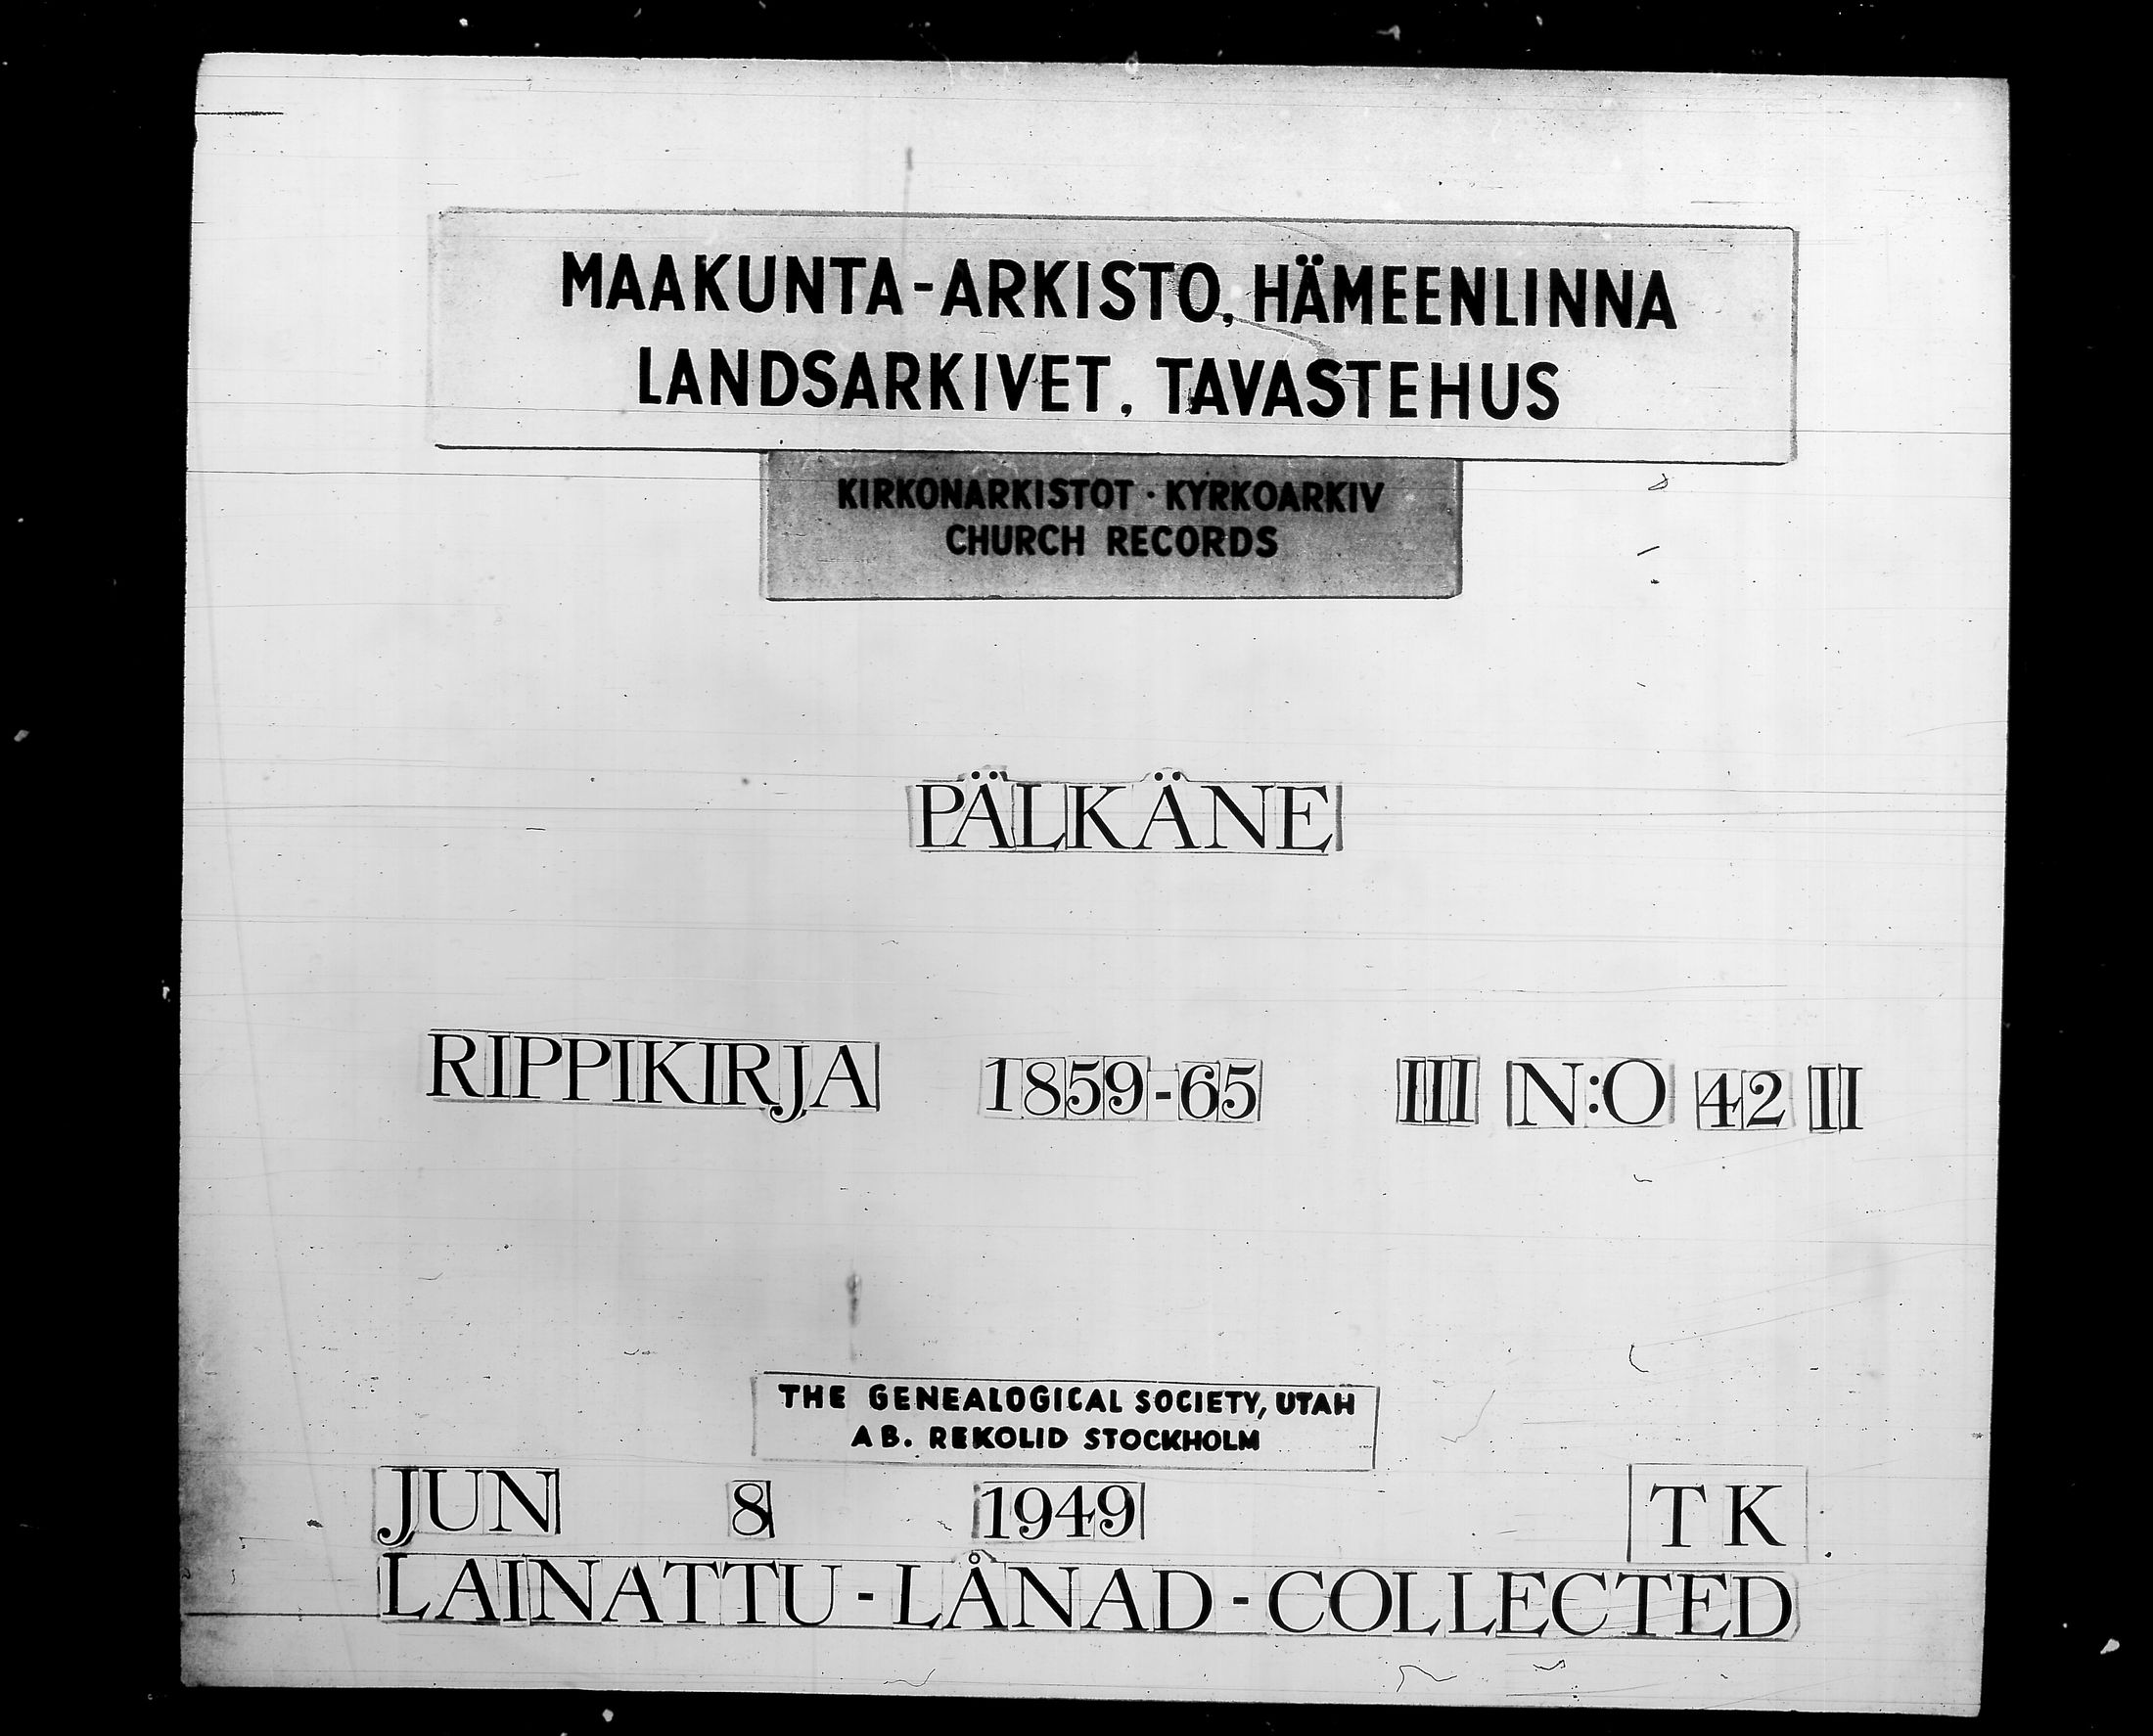 MAAKUNTA-ARKISTO, HÄMEENLINNA
LANDSARKIVET, TAVASTEHUS
KIRKONARKISTOT · KYRKOARKIV
CHURCH RECORDS
PÄLKÄNE
RIPPIKIRJA 1859-65 III N:O 42 II
THE GENEALOGICAL SOCIETY, UTAH
AB. REKOLID STOCKHOLM
JUN 8 1949 TK
LAINATTU - LÅNAD - COLLECTED